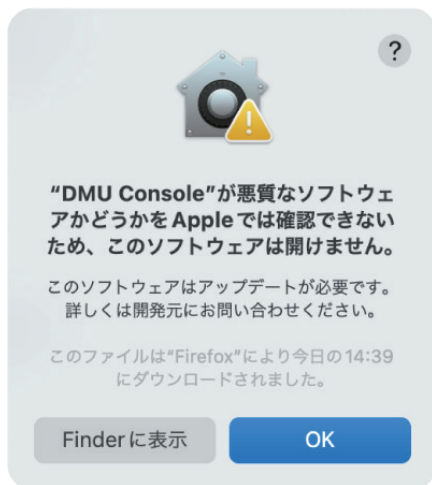 ?
“DMU Console”が悪質なソフトウェ
アかどうかをAppleでは確認できない
ため、このソフトウェアは開けません。
このソフトウェアはアップデートが必要です。
詳しくは開発元にお問い合わせください。
このファイルは“Firefox”により今日の14:39
にダウンロードされました。
Finderに表示
OK